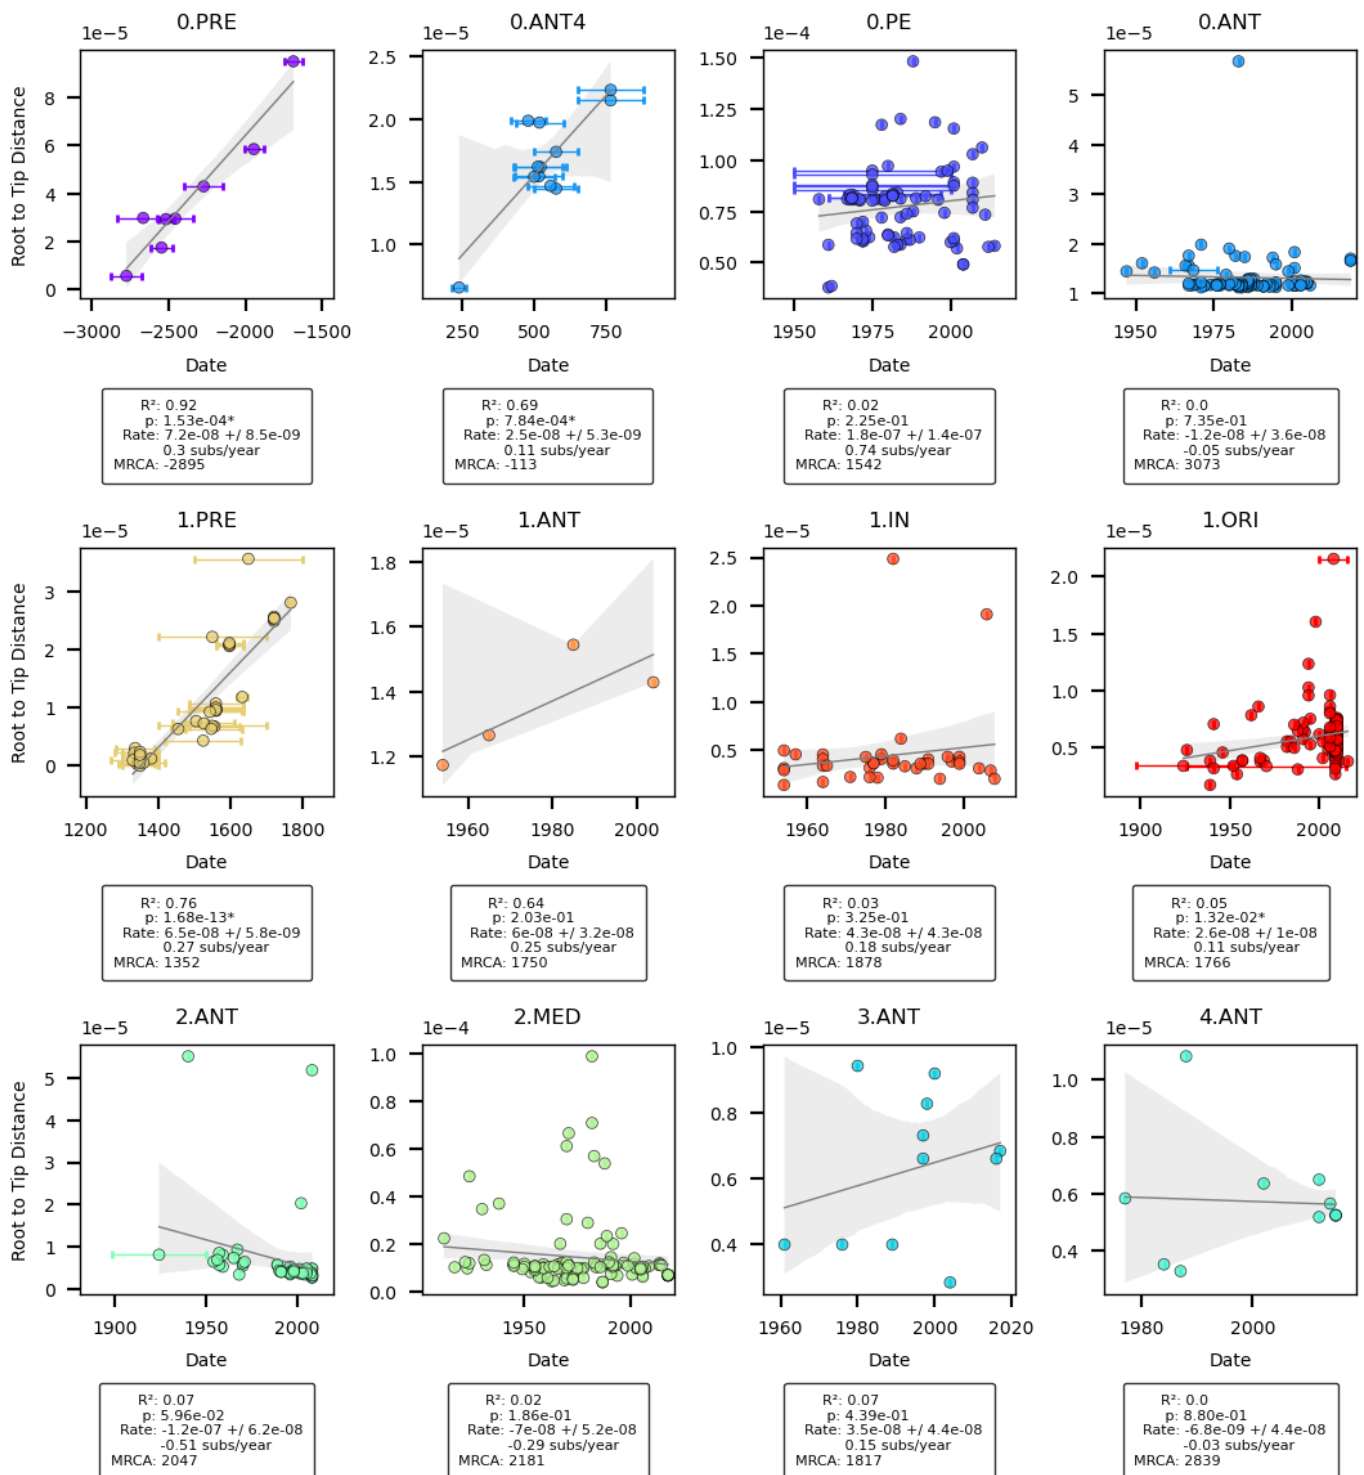 0.PRE
1e−5
Root to Tip Distance
8
6
4
2
0
−3000 −2500 −2000 −1500
Date
R²: 0.92
p: 1.53e-04*
Rate: 7.2e-08 +/ 8.5e-09
0.3 subs/year
MRCA: -2895
0.ANT4
1e−5
2.5
2.0
1.5
1.0
250 500 750
Date
R²: 0.69
p: 7.84e-04*
Rate: 2.5e-08 +/ 5.3e-09
0.11 subs/year
MRCA: -113
0.PE
1e−4
1.50
1.25
1.00
0.75
0.50
1950 1975 2000
Date
R²: 0.02
p: 2.25e-01
Rate: 1.8e-07 +/ 1.4e-07
0.74 subs/year
MRCA: 1542
0.ANT
1e−5
5
4
3
2
1
1950 1975 2000
Date
R²: 0.0
p: 7.35e-01
Rate: -1.2e-08 +/ 3.6e-08
-0.05 subs/year
MRCA: 3073
1.PRE
1e−5
Root to Tip Distance
3
2
1
0
1200 1400 1600 1800
Date
R²: 0.76
p: 1.68e-13*
Rate: 6.5e-08 +/ 5.8e-09
0.27 subs/year
MRCA: 1352
1.ANT
1e−5
1.8
1.6
1.4
1.2
1960 1980 2000
Date
R²: 0.64
p: 2.03e-01
Rate: 6e-08 +/ 3.2e-08
0.25 subs/year
MRCA: 1750
1.IN
1e−5
2.5
2.0
1.5
1.0
0.5
1960 1980 2000
Date
R²: 0.03
p: 3.25e-01
Rate: 4.3e-08 +/ 4.3e-08
0.18 subs/year
MRCA: 1878
1.ORI
1e−5
2.0
1.5
1.0
0.5
1900 1950 2000
Date
R²: 0.05
p: 1.32e-02*
Rate: 2.6e-08 +/ 1e-08
0.11 subs/year
MRCA: 1766
2.ANT
1e−5
Root to Tip Distance
5
4
3
2
1
0
1900 1950 2000
Date
R²: 0.07
p: 5.96e-02
Rate: -1.2e-07 +/ 6.2e-08
-0.51 subs/year
MRCA: 2047
2.MED
1e−4
1.0
0.8
0.6
0.4
0.2
0.0
1950 2000
Date
R²: 0.02
p: 1.86e-01
Rate: -7e-08 +/ 5.2e-08
-0.29 subs/year
MRCA: 2181
3.ANT
1e−5
1.0
0.8
0.6
0.4
1960 1980 2000 2020
Date
R²: 0.07
p: 4.39e-01
Rate: 3.5e-08 +/ 4.4e-08
0.15 subs/year
MRCA: 1817
4.ANT
1e−5
1.0
0.8
0.6
0.4
1980 2000
Date
R²: 0.0
p: 8.80e-01
Rate: -6.8e-09 +/ 4.4e-08
-0.03 subs/year
MRCA: 2839